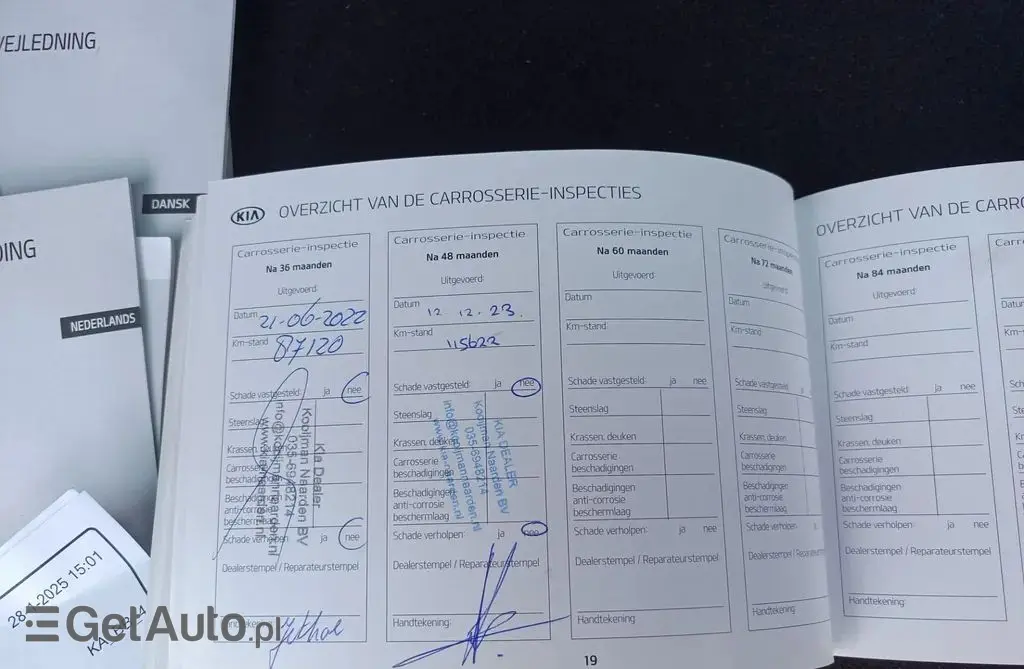 VEJLEDNING
DANSK
DING
NEDERLANDS
28-1-2025 15:01
GetAuto.pl
KIA
OVERZICHT VAN DE CARROSSERIE-INSPECTIES
Carrosserie-inspectie
Na 36 maanden
Uitgevoerd:
Datum 21-06-2022
Km-stand 87120
Schade vastgesteld: ja nee
Steenslag
Krassen,
Carrosserie
beschadigingen
Beschadigingen
anti-corrosie
beschermlaag
Schade verholpen: ja nee
Kia Dealer
Kooijman Naarden BV
035-6948214
Dealerstempel / Reparateurstempel
Carrosserie-inspectie
Na 48 maanden
Uitgevoerd:
Datum 12 12. 23.
Km-stand 115622
Schade vastgesteld: ja nee
Steenslag
Krassen, deuken
Carrosserie
beschadigingen
Beschadigingen
anti-corrosie
beschermlaag
Schade verholpen: ja nee
KIA DEALER
Kooijman Naarden BV
035-6948214
Dealerstempel / Reparateurstempel
Handtekening:
Carrosserie-inspectie
Na 60 maanden
Uitgevoerd:
Datum
Km-stand
Schade vastgesteld: ja nee
Steenslag
Krassen, deuken
Carrosserie
beschadigingen
Beschadigingen
anti-corrosie
beschermlaag
Schade verholpen: ja nee
Dealerstempel / Reparateurstempel
Handtekening:
Carrosserie-inspectie
Na 72 maanden
Uitgevoerd:
Datum
Km-stand
Schade vastgesteld:
Steenslag
Krassen, deuken
Carrosserie
beschadigingen
Beschadigingen
anti-corrosie
beschermlaag
Schade verholpen:
Dealerstempel /
Handtekening:
19
OVERZICHT VAN DE CARRO
Carrosserie-inspectie
Na 84 maanden
Uitgevoerd:
Datum
Km-stand
Schade vastgesteld: ja nee
Steenslag
Krassen, deuken
Carrosserie
beschadigingen
Beschadigingen
anti-corrosie
beschermlaag
Schade verholpen: ja nee
Dealerstempel / Reparateurstempel
Handtekening: